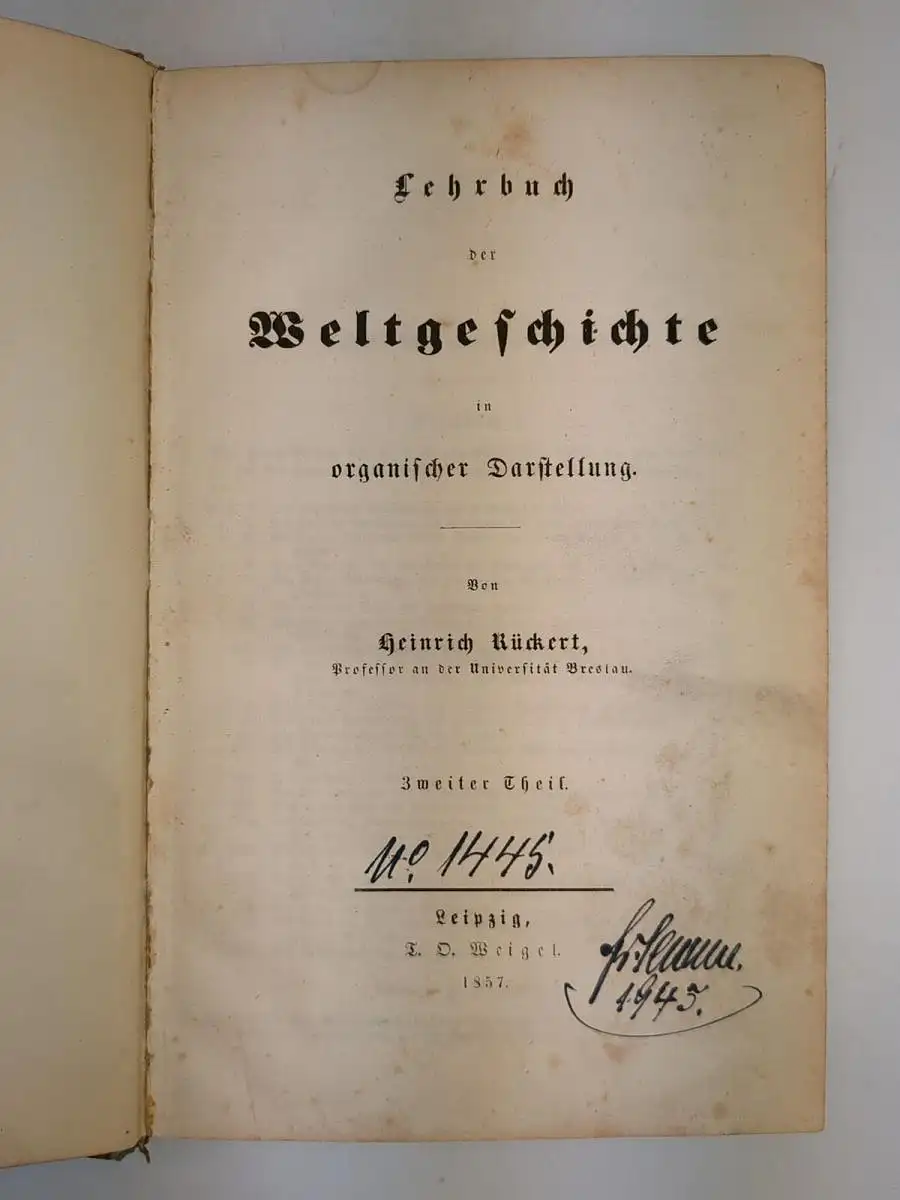 Lehrbuch
der
Weltgeschichte
in
organischer Darstellung.
Von
Heinrich Rückert,
Professor an der Universität Breslau.
Zweiter Theil.
No. 1445.
Leipzig,
T. O. Weigel.
1857.
1945.